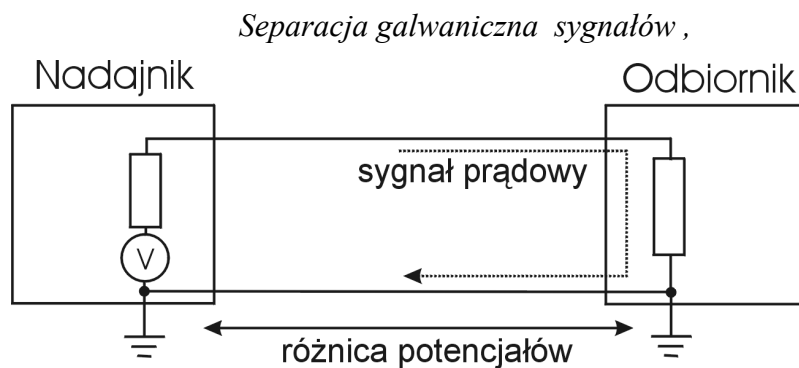 Separacja galwaniczna sygnałów ,
Nadajnik
Odbiornik
sygnał prądowy
V
różnica potencjałów